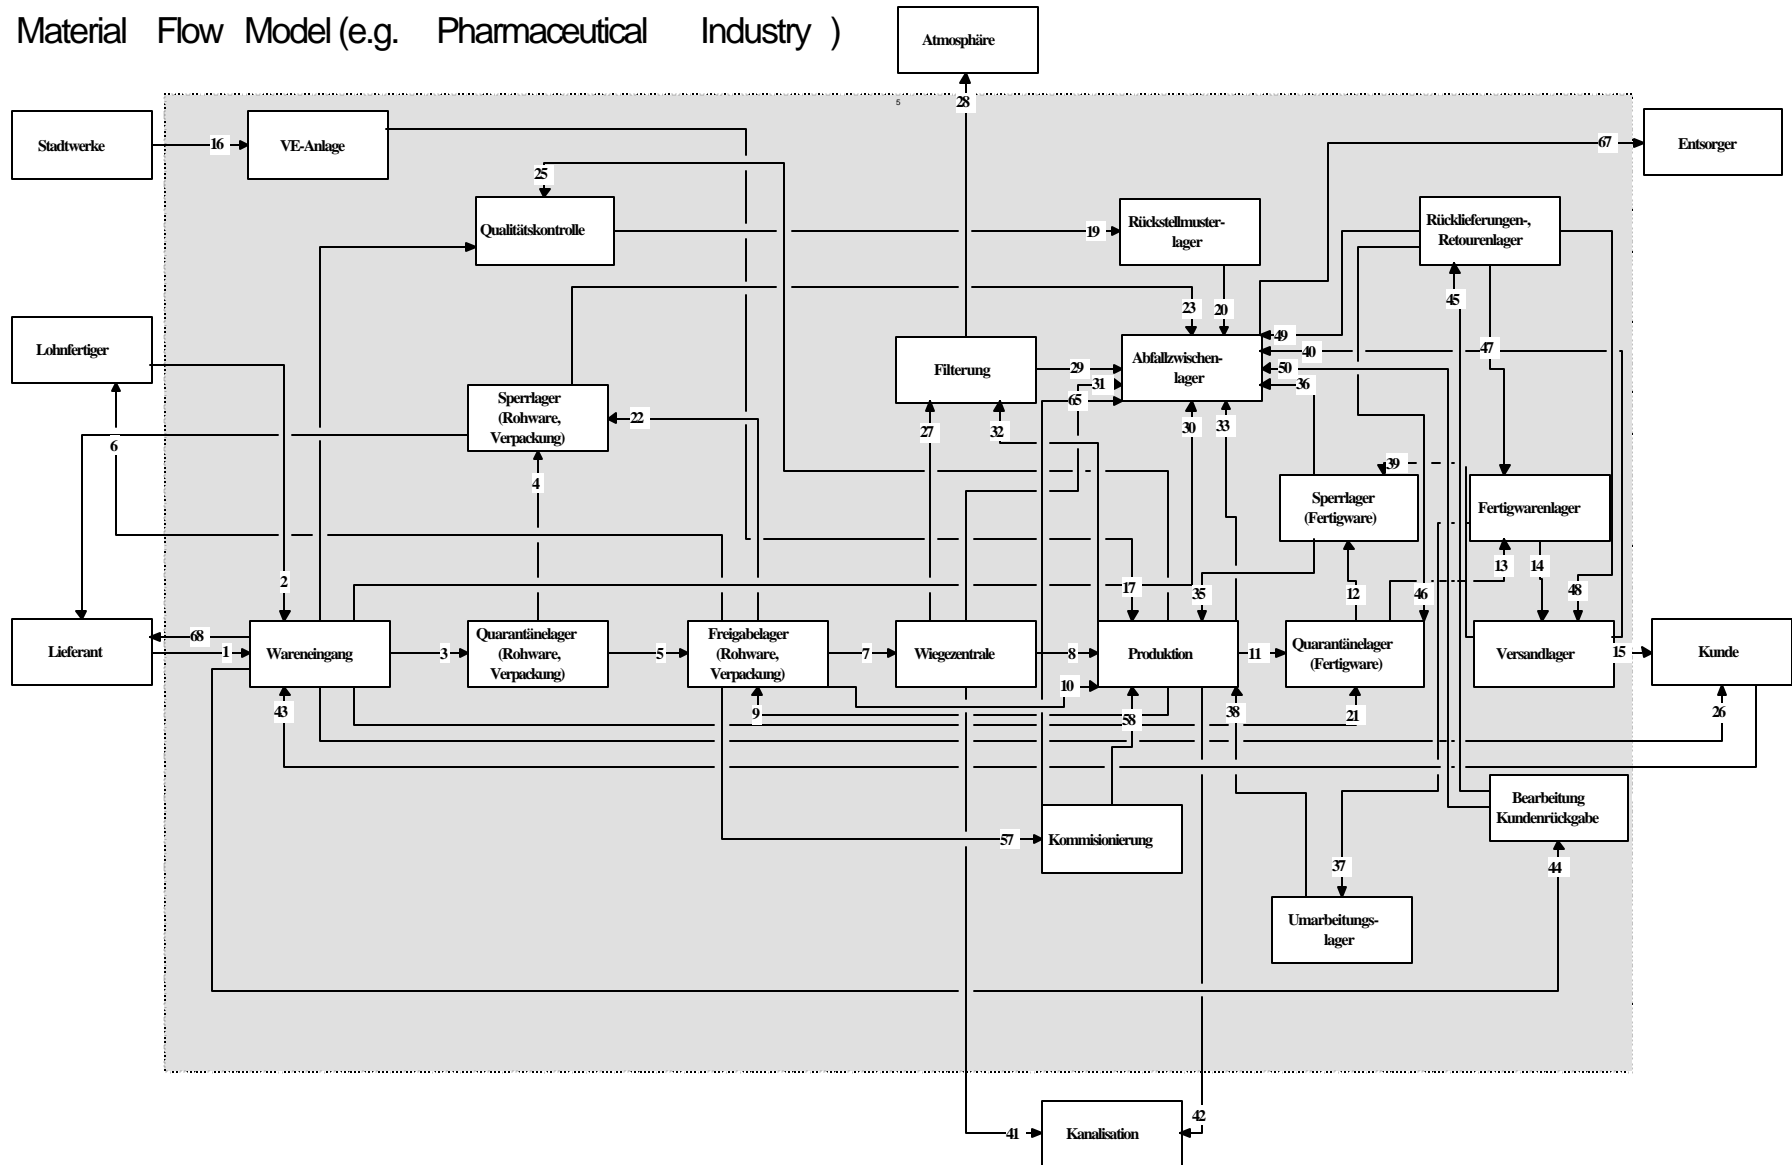 Material Flow Model (e.g. Pharmaceutical Industry )
Atmosphäre
5
28
Stadtwerke
16
VE-Anlage
67
Entsorger
25
Qualitätskontrolle
19
Rückstellmuster-
lager
Rücklieferungen-,
Retourenlager
45
23
20
49
47
40
Lohnfertiger
Filterung
29
Abfallzwischen-
lager
50
31
36
65
Sperrlager
(Rohware,
Verpackung)
22
27
32
30
33
6
4
39
Sperrlager
(Fertigware)
Fertigwarenlager
2
17
35
12
46
13
14
48
Lieferant
68
1
Wareneingang
3
Quarantänelager
(Rohware,
Verpackung)
5
Freigabelager
(Rohware,
Verpackung)
7
Wiegezentrale
8
10
Produktion
11
Quarantänelager
(Fertigware)
Versandlager
15
Kunde
43
9
58
38
21
26
57
Kommisionierung
Bearbeitung
Kundenrückgabe
37
44
Umarbeitungs-
lager
41
Kanalisation
42